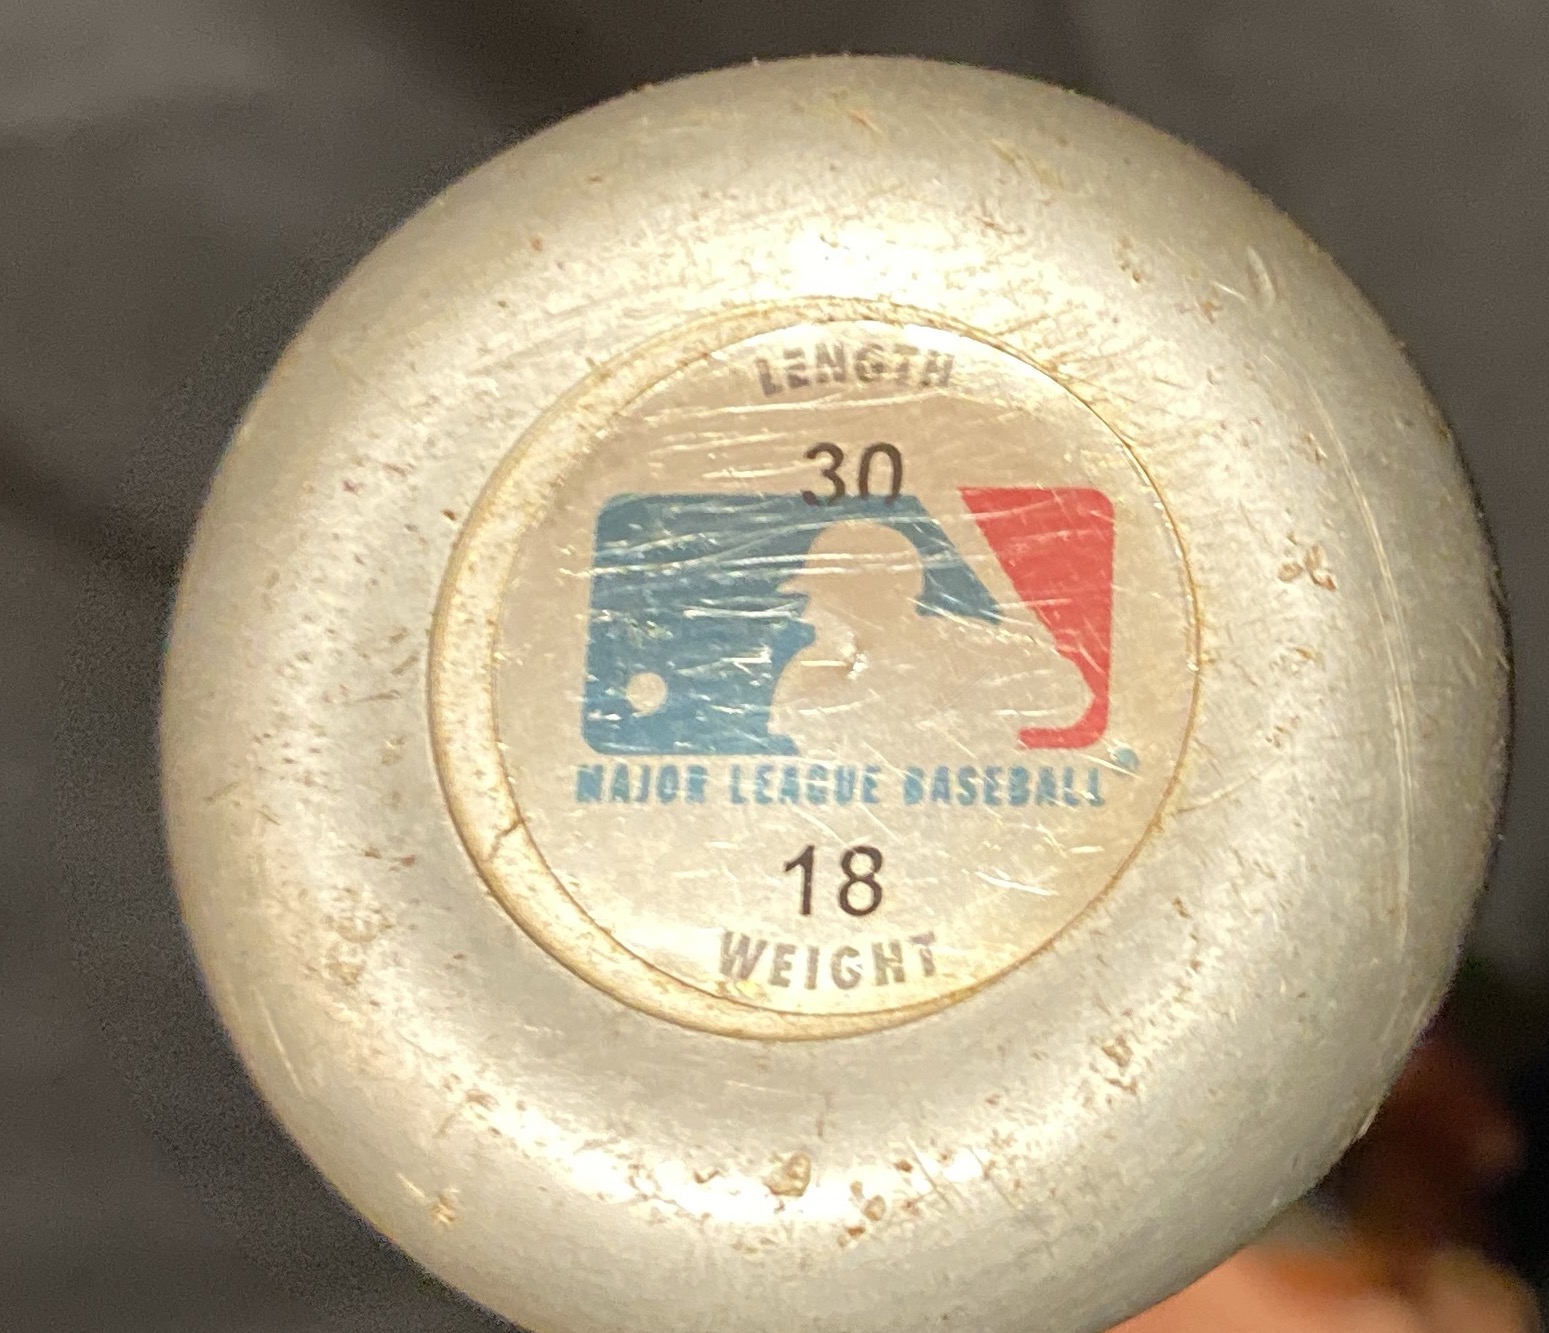 LENGTH
30
MAJOR LEAGUE BASEBALL
18
WEIGHT